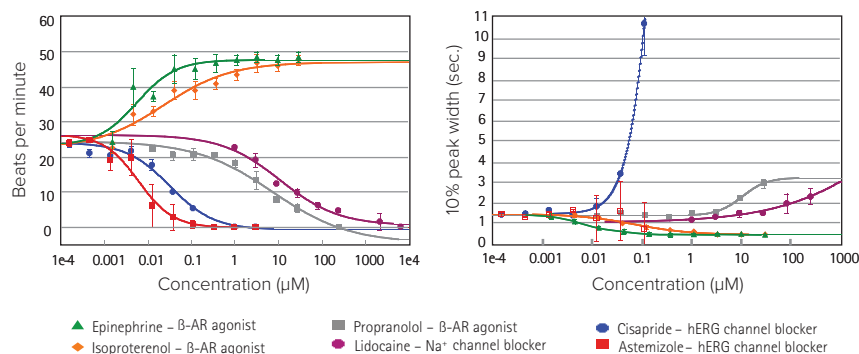 Beats per minute
60
50
40
30
20
10
0
1e-4 0.001 0.01 0.1 1 10 100 1000 1e4
Concentration (µM)
10% peak width (sec.)
11
10
9
8
7
6
5
4
3
2
1
0
1e-4 0.001 0.01 0.1 1 10 100 1000
Concentration (µM)
Epinephrine – ß-AR agonist
Isoproterenol – ß-AR agonist
Propranolol – ß-AR agonist
Lidocaine – Na⁺ channel blocker
Cisapride – hERG channel blocker
Astemizole – hERG channel blocker